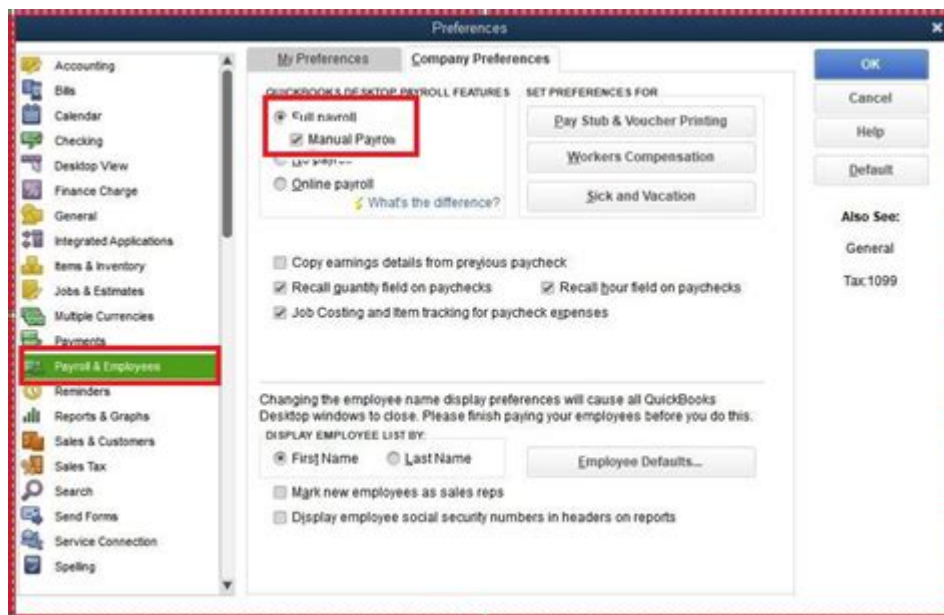 Preferences
My Preferences
Company Preferences
Accounting
Bills
Calendar
Checking
Desktop View
Finance Charge
General
Integrated Applications
Items & Inventory
Jobs & Estimates
Multiple Currencies
Payments
Payroll & Employees
Reminders
Reports & Graphs
Sales & Customers
Sales Tax
Search
Send Forms
Service Connection
Spelling
QUICKBOOKS DESKTOP PAYROLL FEATURES
Full payroll
Manual Payroll
No payroll
Online payroll
What's the difference?
SET PREFERENCES FOR
Pay Stub & Voucher Printing
Workers Compensation
Sick and Vacation
Copy earnings details from previous paycheck
Recall quantity field on paychecks
Recall hour field on paychecks
Job Costing and Item tracking for paycheck expenses
Changing the employee name display preferences will cause all QuickBooks
Desktop windows to close. Please finish paying your employees before you do this.
DISPLAY EMPLOYEE LIST BY:
First Name
Last Name
Employee Defaults...
Mark new employees as sales reps
Display employee social security numbers in headers on reports
OK
Cancel
Help
Default
Also See:
General
Tax:1099